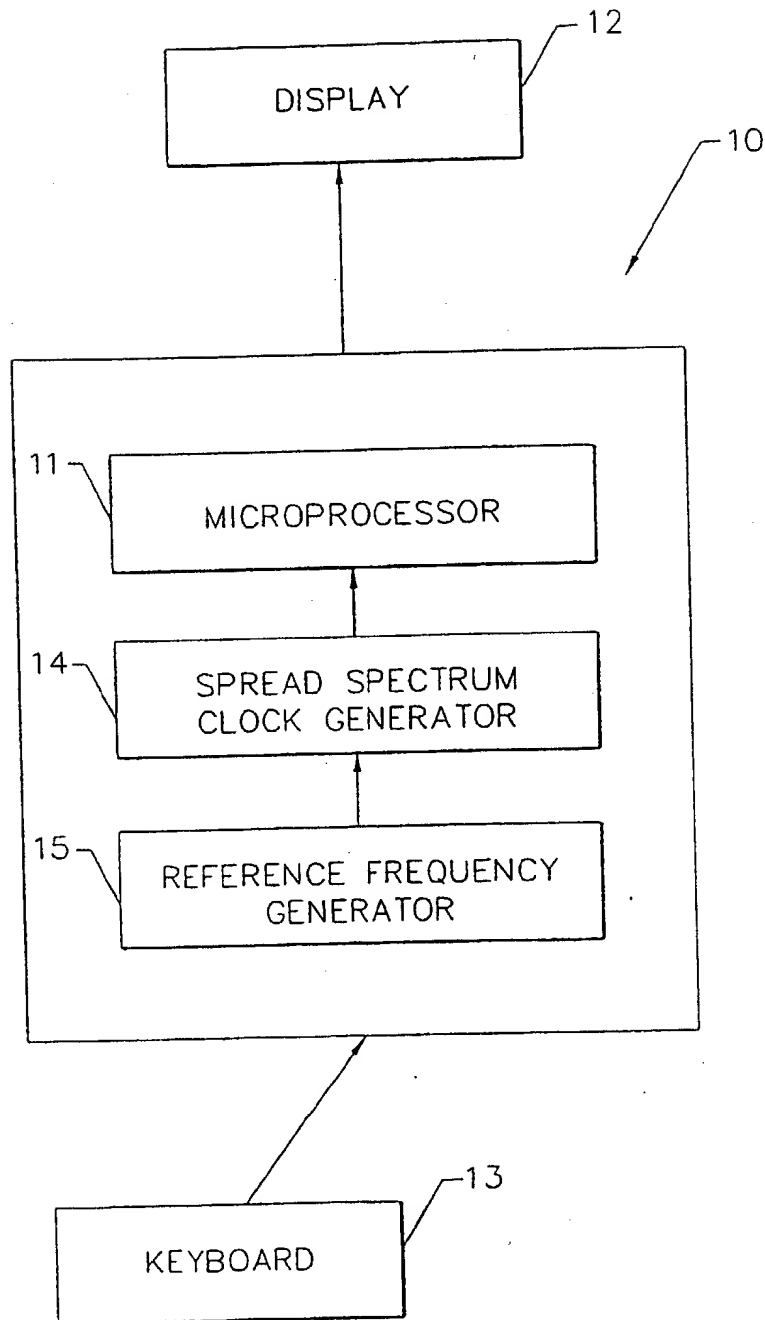 12
DISPLAY
10
11
MICROPROCESSOR
14
SPREAD SPECTRUM
CLOCK GENERATOR
15
REFERENCE FREQUENCY
GENERATOR
13
KEYBOARD